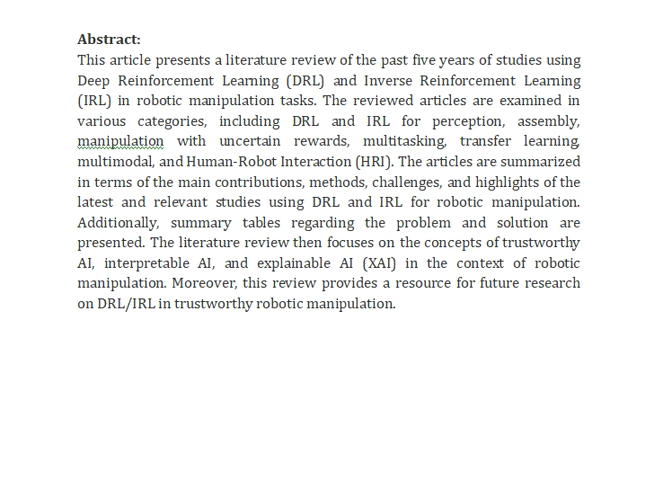 Abstract:
This article presents a literature review of the past five years of studies using
Deep Reinforcement Learning (DRL) and Inverse Reinforcement Learning
(IRL) in robotic manipulation tasks. The reviewed articles are examined in
various categories, including DRL and IRL for perception, assembly,
manipulation with uncertain rewards, multitasking, transfer learning,
multimodal, and Human-Robot Interaction (HRI). The articles are summarized
in terms of the main contributions, methods, challenges, and highlights of the
latest and relevant studies using DRL and IRL for robotic manipulation.
Additionally, summary tables regarding the problem and solution are
presented. The literature review then focuses on the concepts of trustworthy
AI, interpretable AI, and explainable AI (XAI) in the context of robotic
manipulation. Moreover, this review provides a resource for future research
on DRL/IRL in trustworthy robotic manipulation.